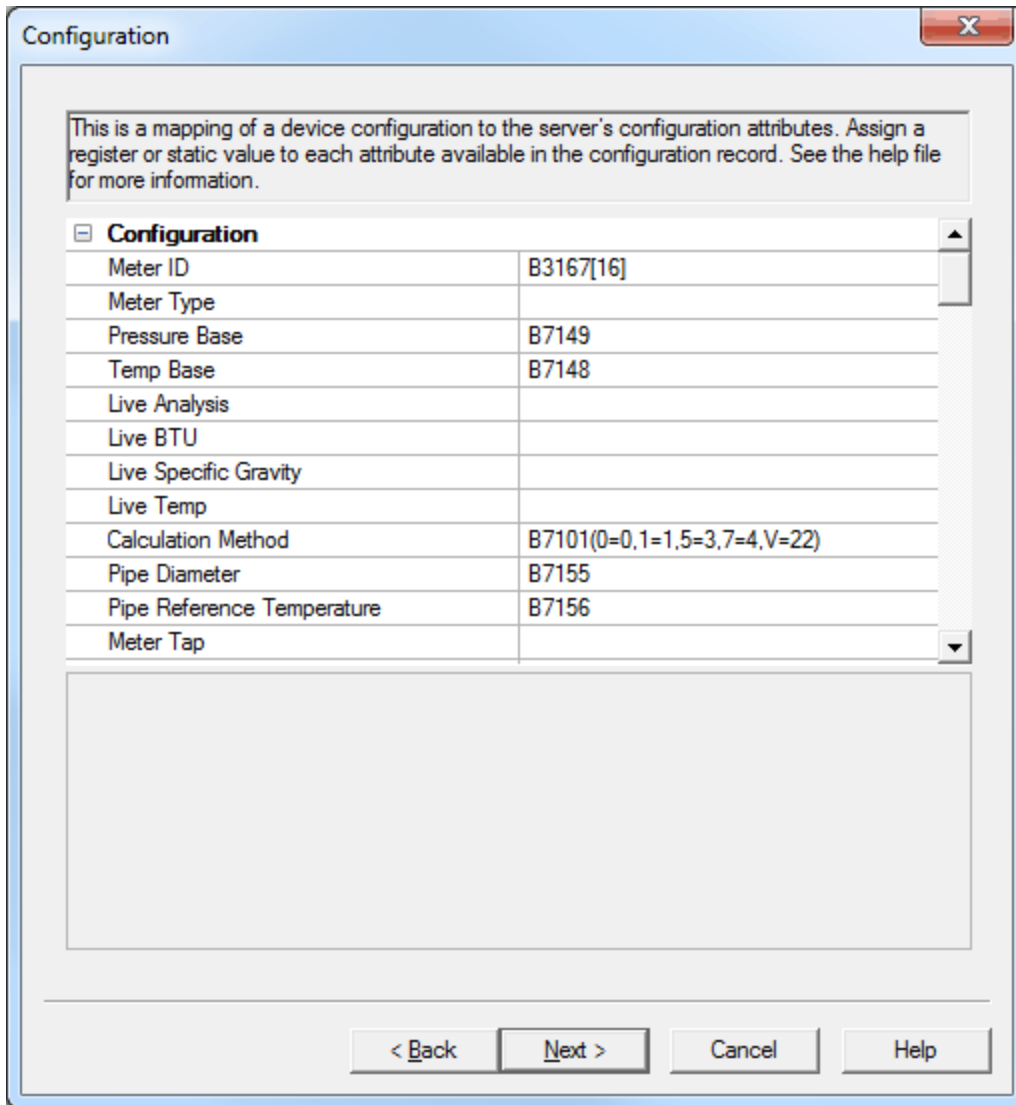 Configuration
This is a mapping of a device configuration to the server's configuration attributes. Assign a
register or static value to each attribute available in the configuration record. See the help file
for more information.
Configuration
Meter ID B3167[16]
Meter Type
Pressure Base B7149
Temp Base B7148
Live Analysis
Live BTU
Live Specific Gravity
Live Temp
Calculation Method B7101(0=0,1=1,5=3,7=4,V=22)
Pipe Diameter B7155
Pipe Reference Temperature B7156
Meter Tap
< Back Next > Cancel Help